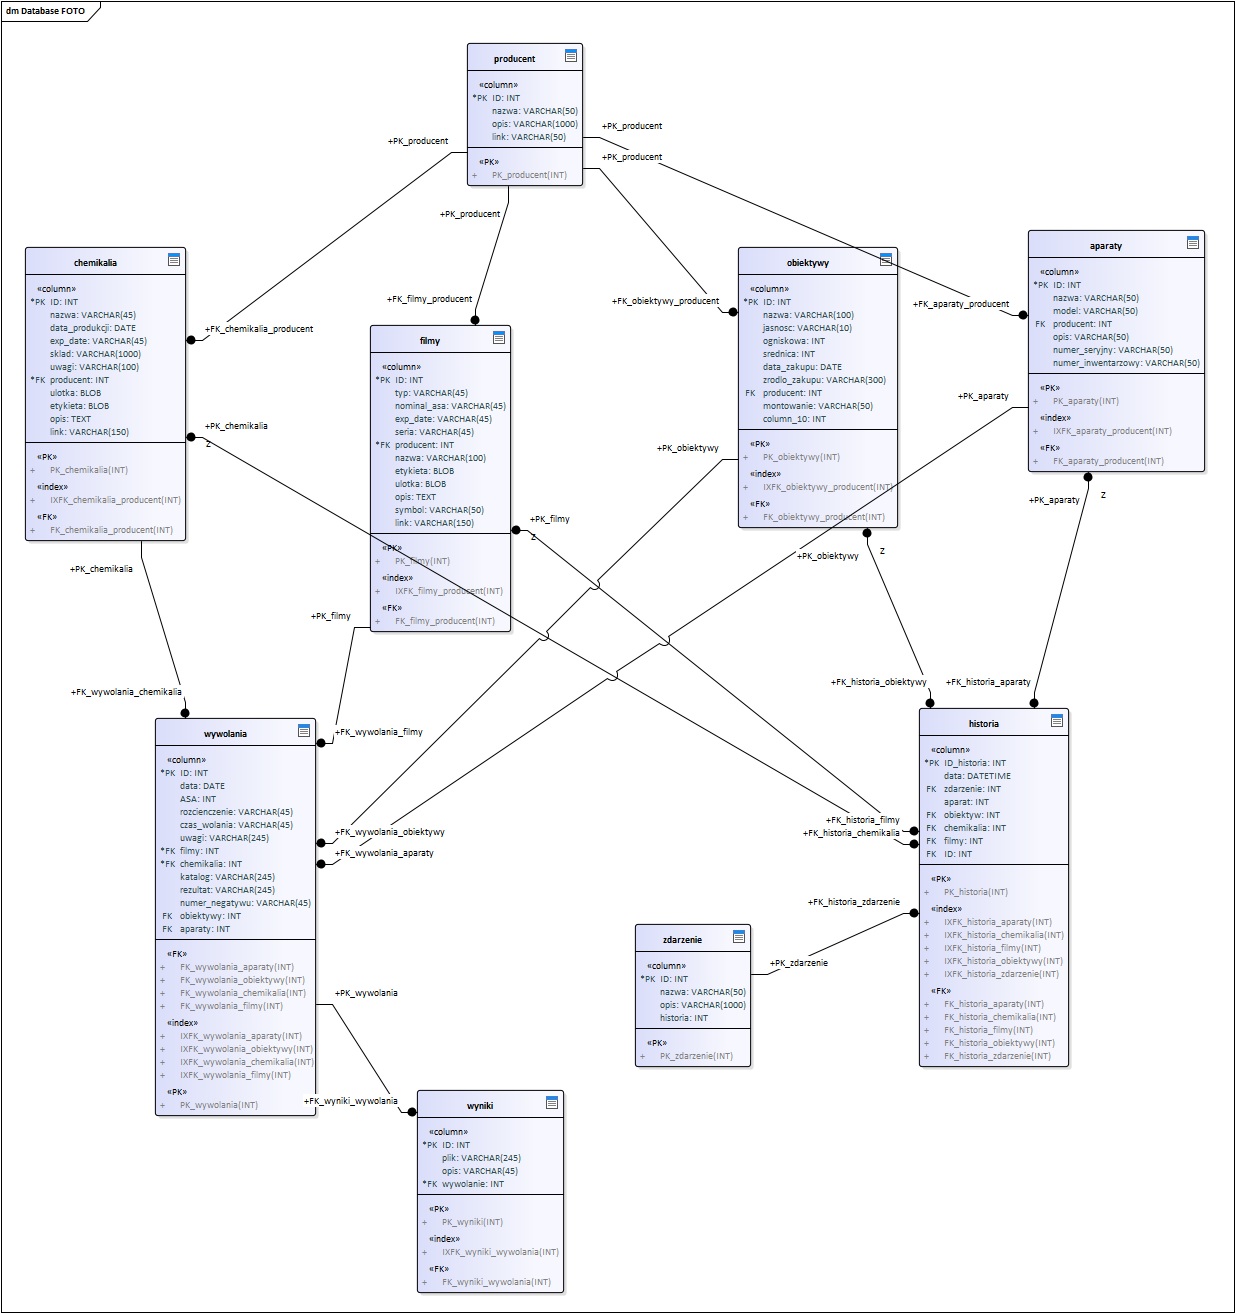 dm Database FOTO
producent
«column»
*PK ID: INT
nazwa: VARCHAR(50)
opis: VARCHAR(1000)
link: VARCHAR(50)
«PK»
+ PK_producent(INT)
+PK_producent
+PK_producent
+PK_producent
+PK_producent
+FK_chemikalia_producent
+FK_filmy_producent
+FK_obiektywy_producent
+FK_aparaty_producent
chemikalia
«column»
*PK ID: INT
nazwa: VARCHAR(45)
data_produkcji: DATE
exp_date: VARCHAR(45)
sklad: VARCHAR(1000)
uwagi: VARCHAR(100)
*FK producent: INT
ulotka: BLOB
etykieta: BLOB
opis: TEXT
link: VARCHAR(150)
«PK»
+ PK_chemikalia(INT)
«index»
+ IXFK_chemikalia_producent(INT)
«FK»
+ FK_chemikalia_producent(INT)
filmy
«column»
*PK ID: INT
typ: VARCHAR(45)
nominal_asa: VARCHAR(45)
exp_date: VARCHAR(45)
seria: VARCHAR(45)
*FK producent: INT
nazwa: VARCHAR(100)
etykieta: BLOB
ulotka: BLOB
opis: TEXT
symbol: VARCHAR(50)
link: VARCHAR(150)
«PK»
+ PK_filmy(INT)
«index»
+ IXFK_filmy_producent(INT)
«FK»
+ FK_filmy_producent(INT)
obiektywy
«column»
*PK ID: INT
nazwa: VARCHAR(100)
jasnosc: VARCHAR(10)
ogniskowa: INT
srednica: INT
data_zakupu: DATE
zrodlo_zakupu: VARCHAR(300)
FK producent: INT
montowanie: VARCHAR(50)
column_10: INT
«PK»
+ PK_obiektywy(INT)
«index»
+ IXFK_obiektywy_producent(INT)
«FK»
+ FK_obiektywy_producent(INT)
aparaty
«column»
*PK ID: INT
nazwa: VARCHAR(50)
model: VARCHAR(50)
FK producent: INT
opis: VARCHAR(50)
numer_seryjny: VARCHAR(50)
numer_inwentarzowy: VARCHAR(50)
«PK»
+ PK_aparaty(INT)
«index»
+ IXFK_aparaty_producent(INT)
«FK»
+ FK_aparaty_producent(INT)
+PK_chemikalia
Z
+PK_filmy
Z
+PK_obiektywy
+PK_aparaty
+PK_obiektywy
Z
+PK_aparaty
Z
+PK_chemikalia
+PK_filmy
+FK_wywolania_chemikalia
+FK_wywolania_filmy
+FK_wywolania_obiektywy
+FK_wywolania_aparaty
+FK_historia_obiektywy
+FK_historia_aparaty
+FK_historia_filmy
+FK_historia_chemikalia
+FK_historia_zdarzenie
+PK_zdarzenie
wywolania
«column»
*PK ID: INT
data: DATE
ASA: INT
rozcienczenie: VARCHAR(45)
czas_wolania: VARCHAR(45)
uwagi: VARCHAR(245)
*FK filmy: INT
*FK chemikalia: INT
katalog: VARCHAR(245)
rezultat: VARCHAR(245)
numer_negatywu: VARCHAR(45)
FK obiektywy: INT
FK aparaty: INT
«FK»
+ FK_wywolania_aparaty(INT)
+ FK_wywolania_obiektywy(INT)
+ FK_wywolania_chemikalia(INT)
+ FK_wywolania_filmy(INT)
«index»
+ IXFK_wywolania_aparaty(INT)
+ IXFK_wywolania_obiektywy(INT)
+ IXFK_wywolania_chemikalia(INT)
+ IXFK_wywolania_filmy(INT)
«PK»
+ PK_wywolania(INT)
+PK_wywolania
+FK_wyniki_wywolania
historia
«column»
*PK ID_historia: INT
data: DATETIME
FK zdarzenie: INT
aparat: INT
FK obiektyw: INT
FK chemikalia: INT
FK filmy: INT
FK ID: INT
«PK»
+ PK_historia(INT)
«index»
+ IXFK_historia_aparaty(INT)
+ IXFK_historia_chemikalia(INT)
+ IXFK_historia_filmy(INT)
+ IXFK_historia_obiektywy(INT)
+ IXFK_historia_zdarzenie(INT)
«FK»
+ FK_historia_aparaty(INT)
+ FK_historia_chemikalia(INT)
+ FK_historia_filmy(INT)
+ FK_historia_obiektywy(INT)
+ FK_historia_zdarzenie(INT)
zdarzenie
«column»
*PK ID: INT
nazwa: VARCHAR(50)
opis: VARCHAR(1000)
historia: INT
«PK»
+ PK_zdarzenie(INT)
wyniki
«column»
*PK ID: INT
plik: VARCHAR(245)
opis: VARCHAR(45)
*FK wywolanie: INT
«PK»
+ PK_wyniki(INT)
«index»
+ IXFK_wyniki_wywolania(INT)
«FK»
+ FK_wyniki_wywolania(INT)